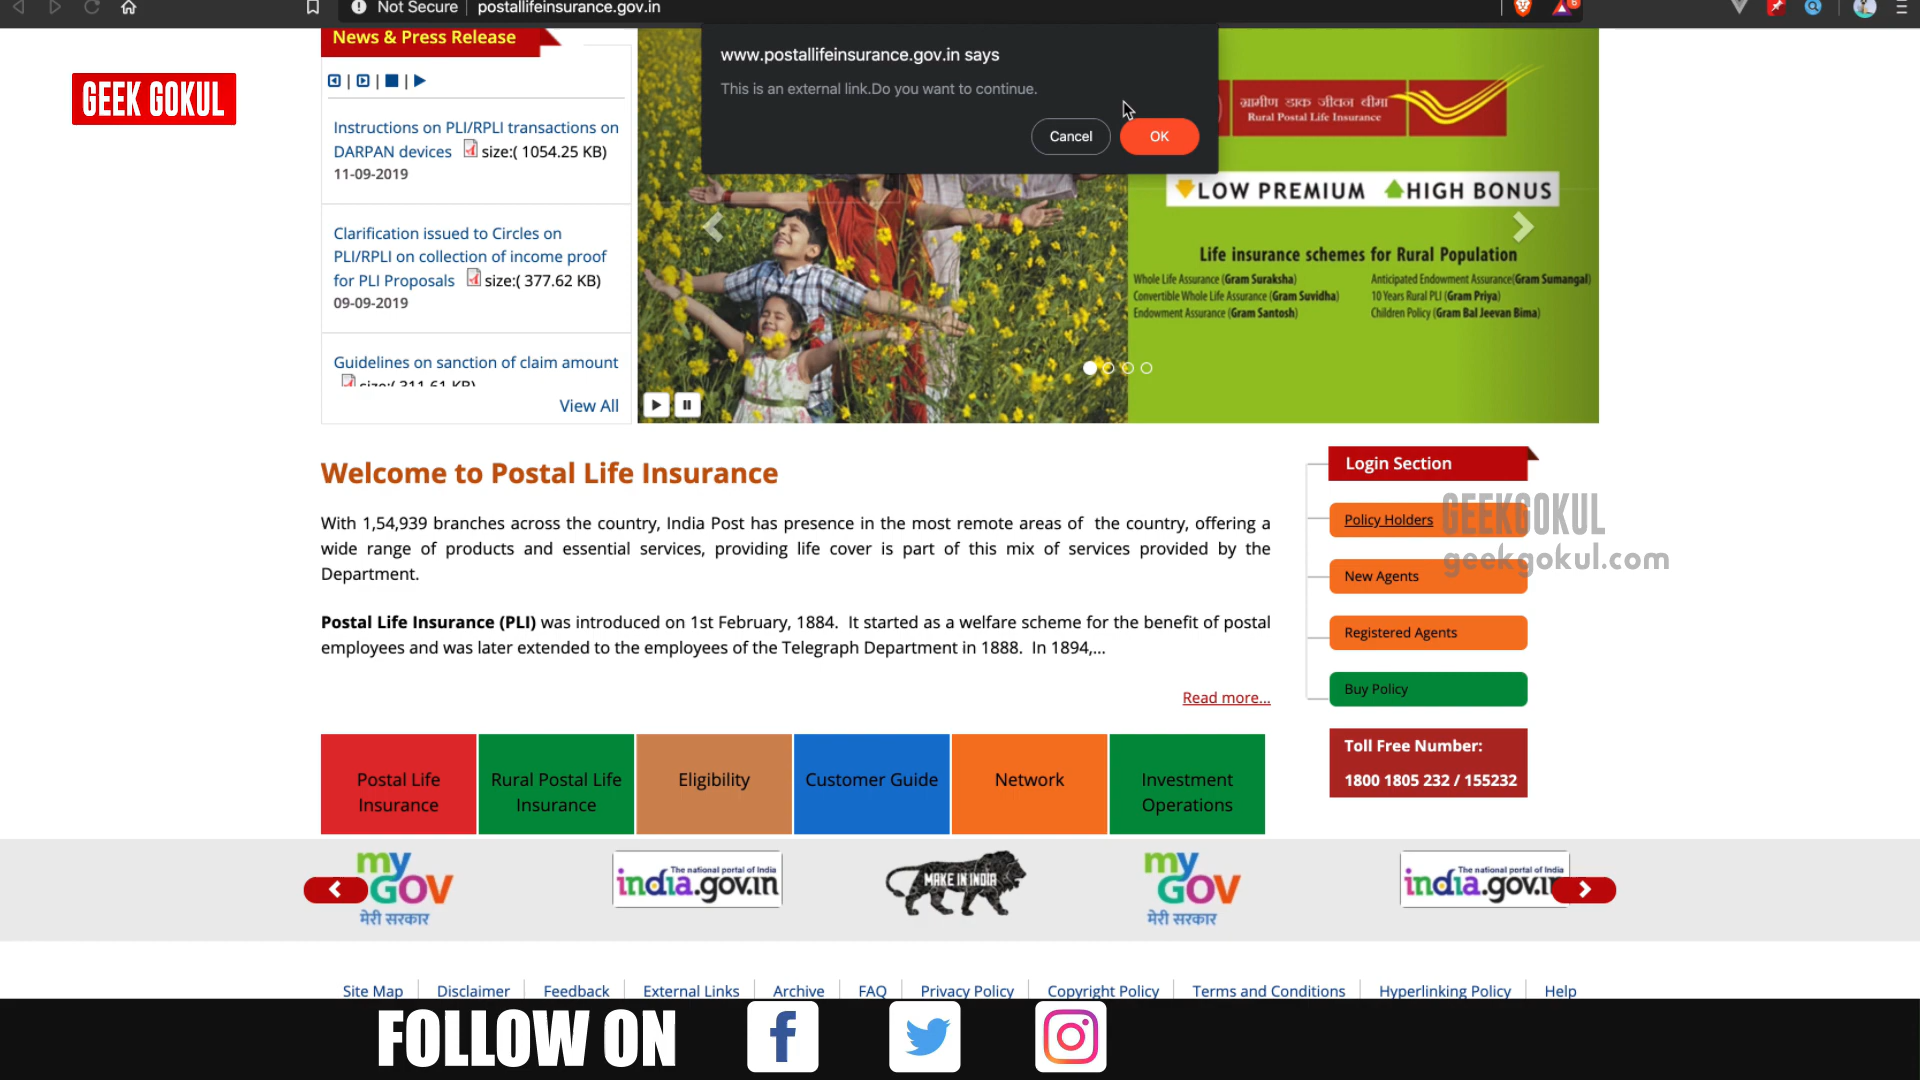 Not Secure | postallifeinsurance.gov.in
6
GEEK GOKUL
News & Press Release
Instructions on PLI/RPLI transactions on
DARPAN devices size:( 1054.25 KB)
11-09-2019
Clarification issued to Circles on
PLI/RPLI on collection of income proof
for PLI Proposals size:( 377.62 KB)
09-09-2019
Guidelines on sanction of claim amount
size:( 311.61 KB)
View All
www.postallifeinsurance.gov.in says
This is an external link.Do you want to continue.
Cancel
OK
ग्रामीण डाक जीवन बीमा
Rural Postal Life Insurance
LOW PREMIUM HIGH BONUS
Life insurance schemes for Rural Population
Whole Life Assurance (Gram Suraksha)
Convertible Whole Life Assurance (Gram Suvidha)
Endowment Assurance (Gram Santosh)
Anticipated Endowment Assurance(Gram Sumangal)
10 Years Rural PLI (Gram Priya)
Children Policy (Gram Bal Jeevan Bima)
Welcome to Postal Life Insurance
With 1,54,939 branches across the country, India Post has presence in the most remote areas of the country, offering a
wide range of products and essential services, providing life cover is part of this mix of services provided by the
Department.
Postal Life Insurance (PLI) was introduced on 1st February, 1884. It started as a welfare scheme for the benefit of postal
employees and was later extended to the employees of the Telegraph Department in 1888. In 1894,...
Read more...
Login Section
Policy Holders
GEEKGOKUL
geekgokul.com
New Agents
Registered Agents
Buy Policy
Toll Free Number:
1800 1805 232 / 155232
Postal Life
Insurance
Rural Postal Life
Insurance
Eligibility
Customer Guide
Network
Investment
Operations
my
GOV
मेरी सरकार
The national portal of India
india.gov.in
MAKE IN INDIA
my
GOV
मेरी सरकार
The national portal of India
india.gov.in
Site Map
Disclaimer
Feedback
External Links
Archive
FAQ
Privacy Policy
Copyright Policy
Terms and Conditions
Hyperlinking Policy
Help
FOLLOW ON